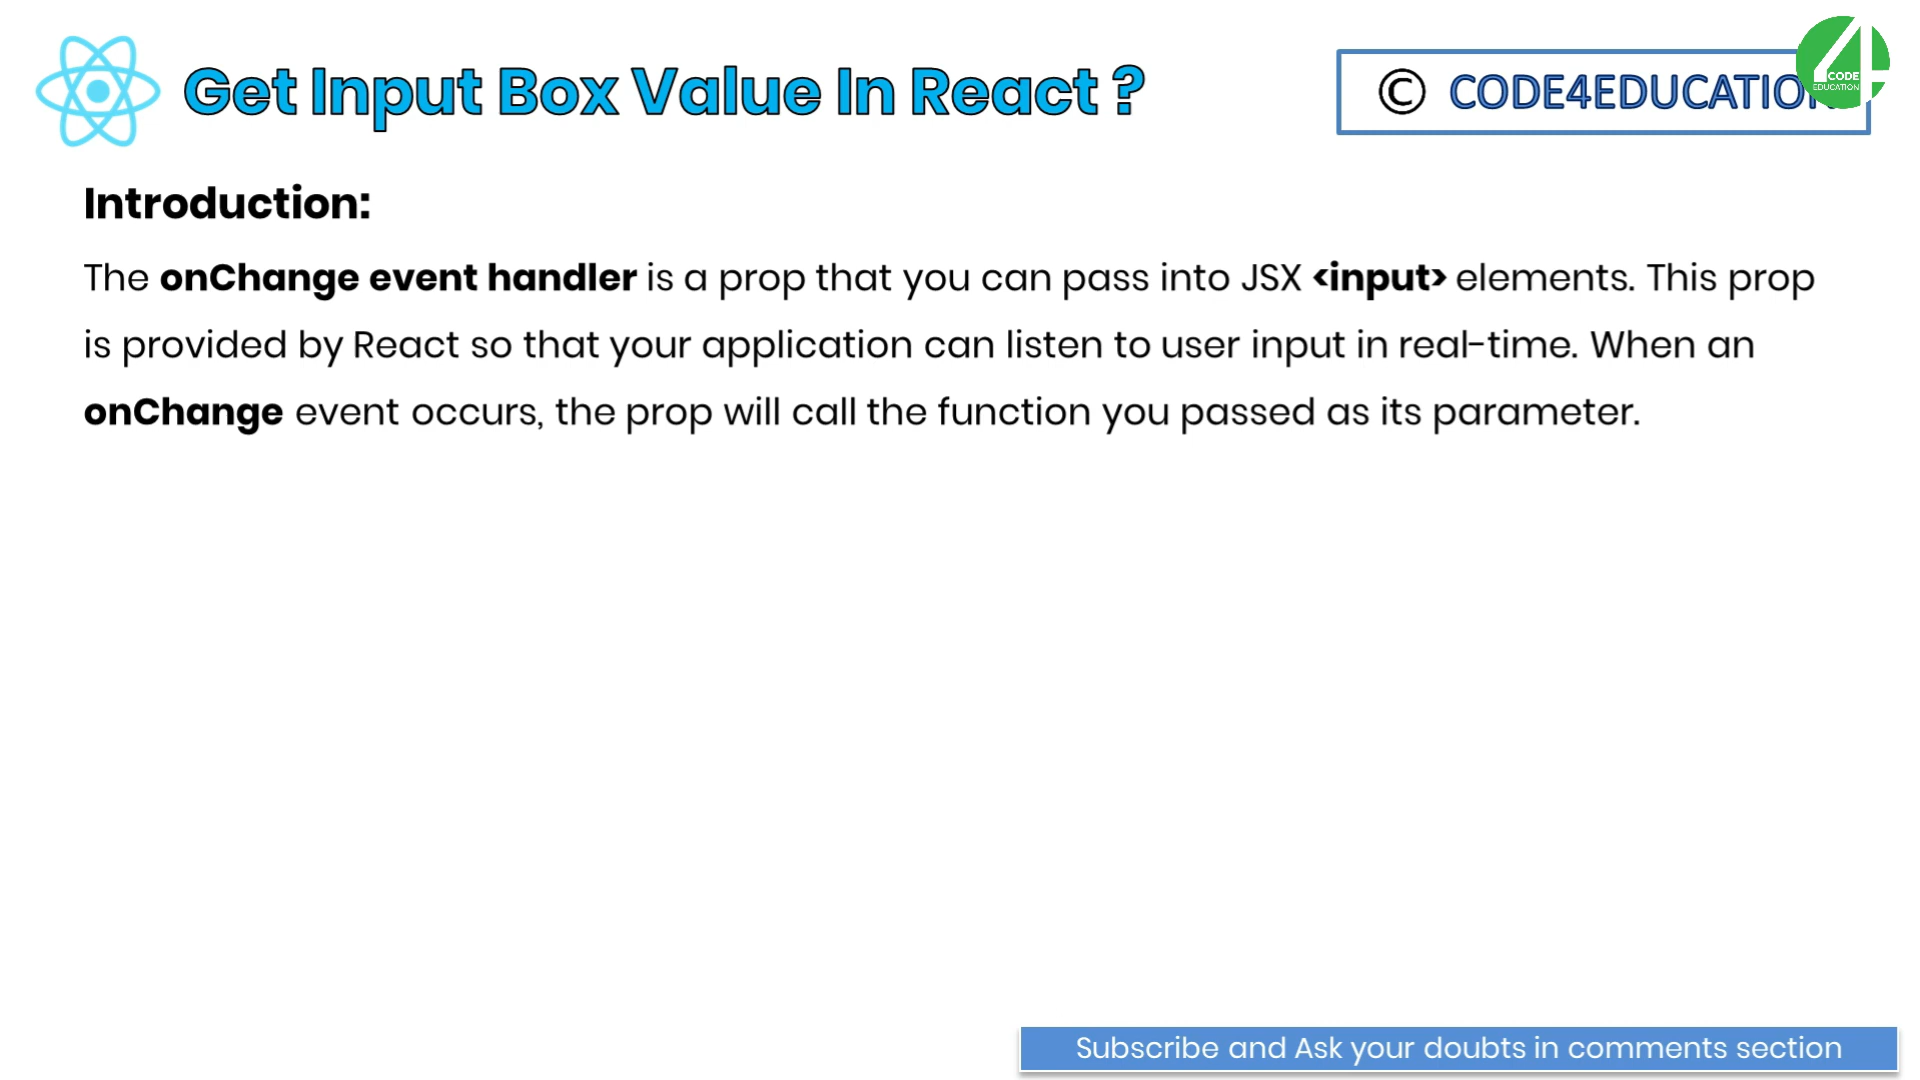 Get Input Box Value In React ?
© CODE4EDUCATION
CODE
EDUCATION
Introduction:
The onChange event handler is a prop that you can pass into JSX <input> elements. This prop
is provided by React so that your application can listen to user input in real-time. When an
onChange event occurs, the prop will call the function you passed as its parameter.
Subscribe and Ask your doubts in comments section